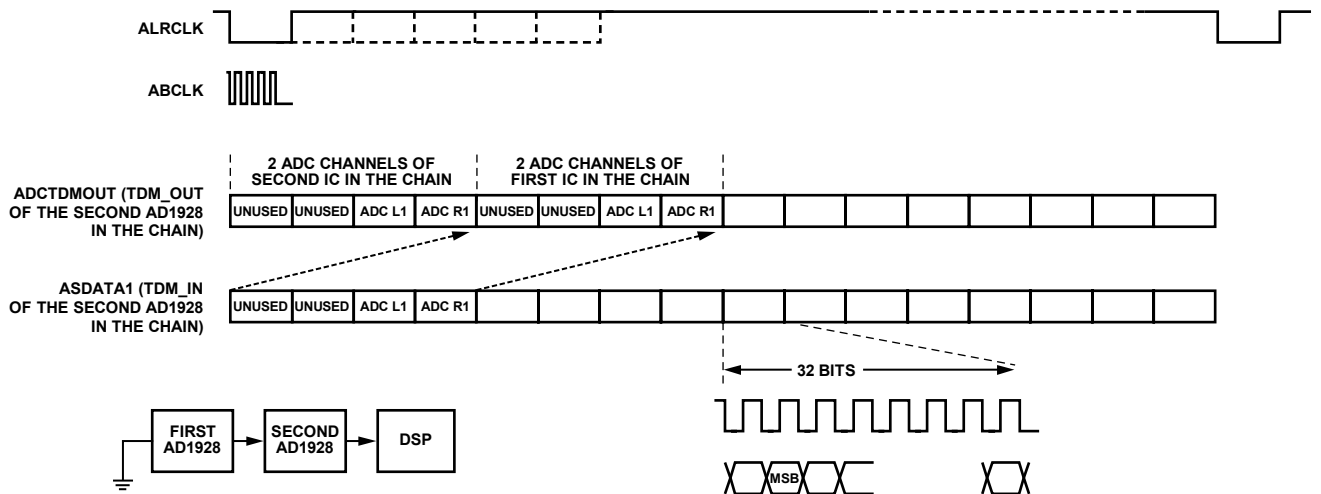 ALRCLK
ABCLK
2 ADC CHANNELS OF
SECOND IC IN THE CHAIN
2 ADC CHANNELS OF
FIRST IC IN THE CHAIN
ADCTDMOUT (TDM_OUT
OF THE SECOND AD1928
IN THE CHAIN)
UNUSED UNUSED ADC L1 ADC R1 UNUSED UNUSED ADC L1 ADC R1
ASDATA1 (TDM_IN
OF THE SECOND AD1928
IN THE CHAIN)
UNUSED UNUSED ADC L1 ADC R1
32 BITS
FIRST
AD1928
SECOND
AD1928
DSP
MSB